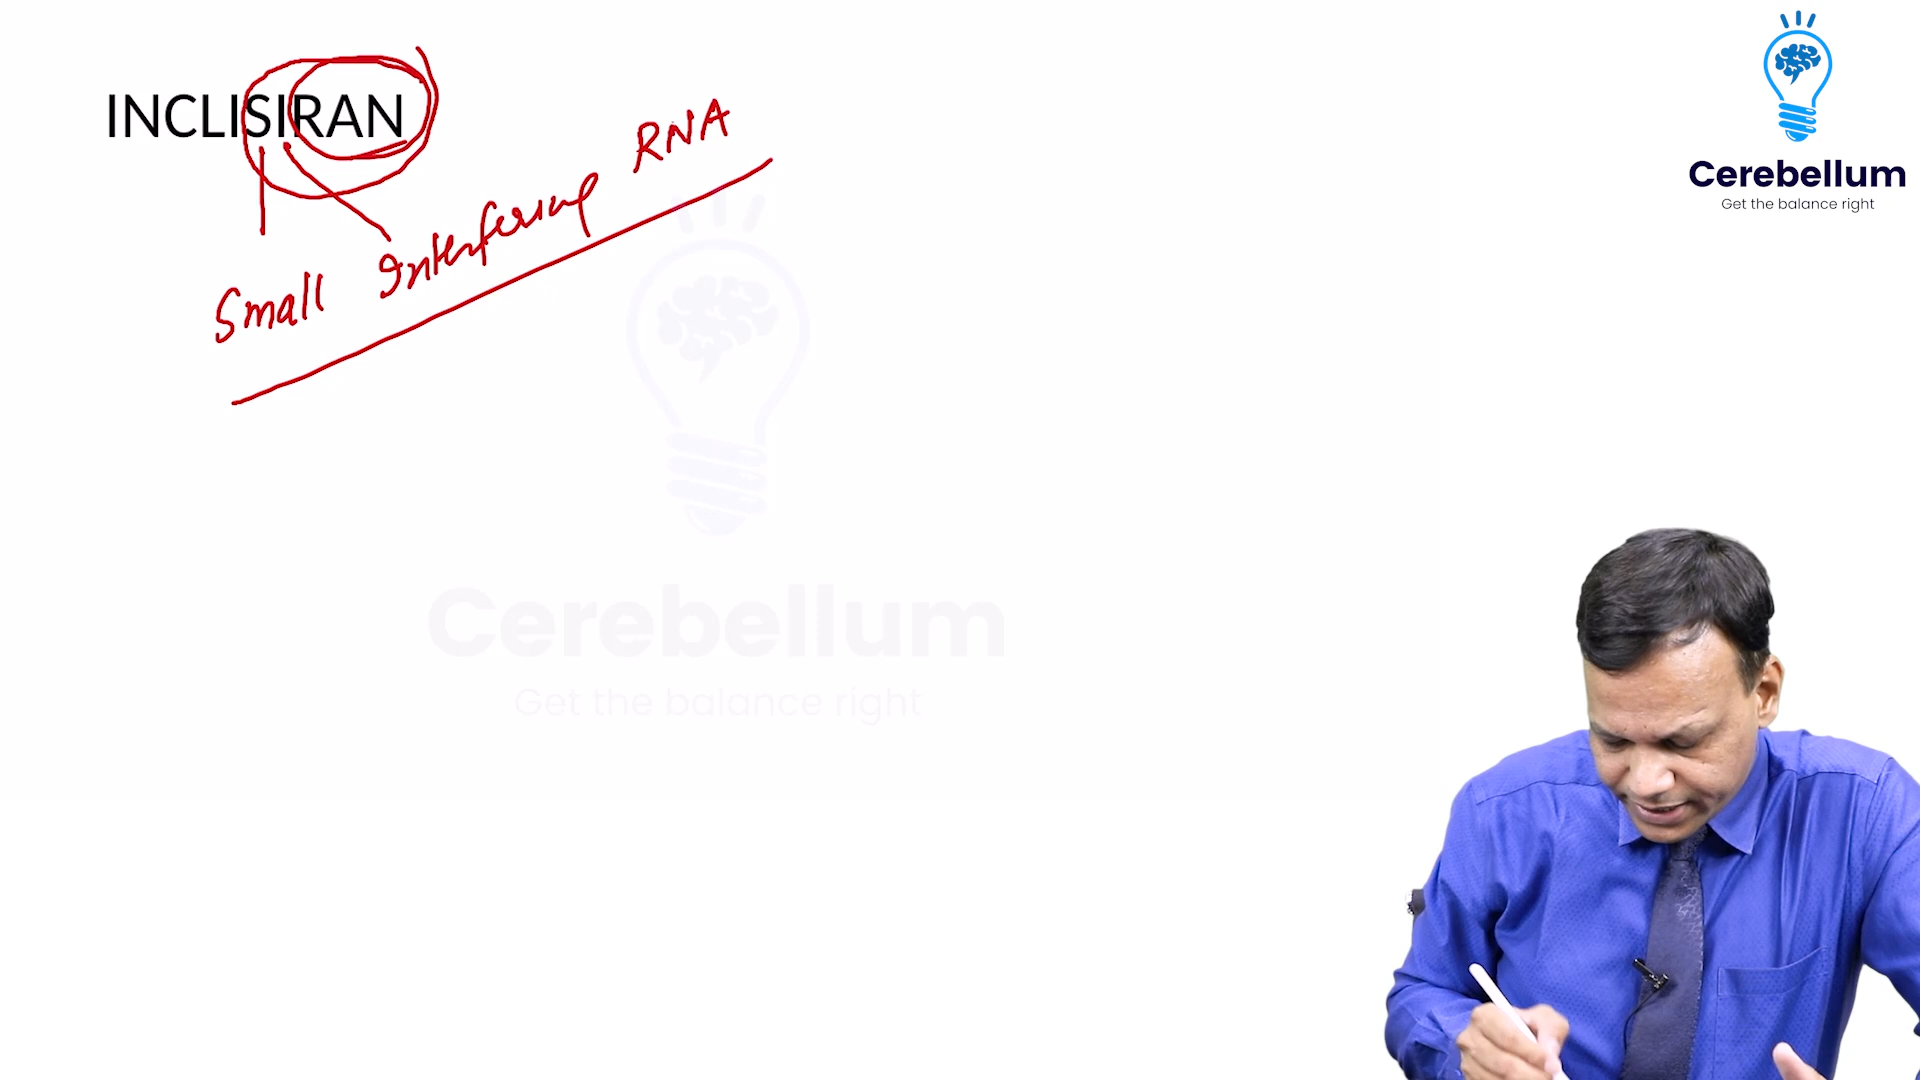 INCLISIRAN
Small Interfering RNA
Cerebellum
Get the balance right
Cerebellum
Get the balance right